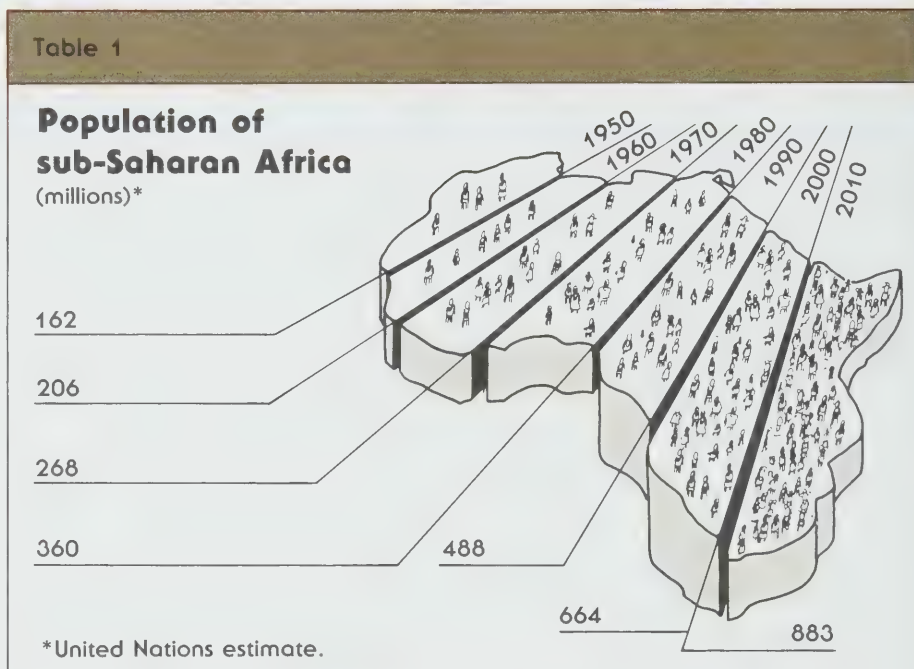 Table 1
Population of
sub-Saharan Africa
(millions)*
1950
1960
1970
1980
1990
2000
2010
162
206
268
360
488
664
883
*United Nations estimate.